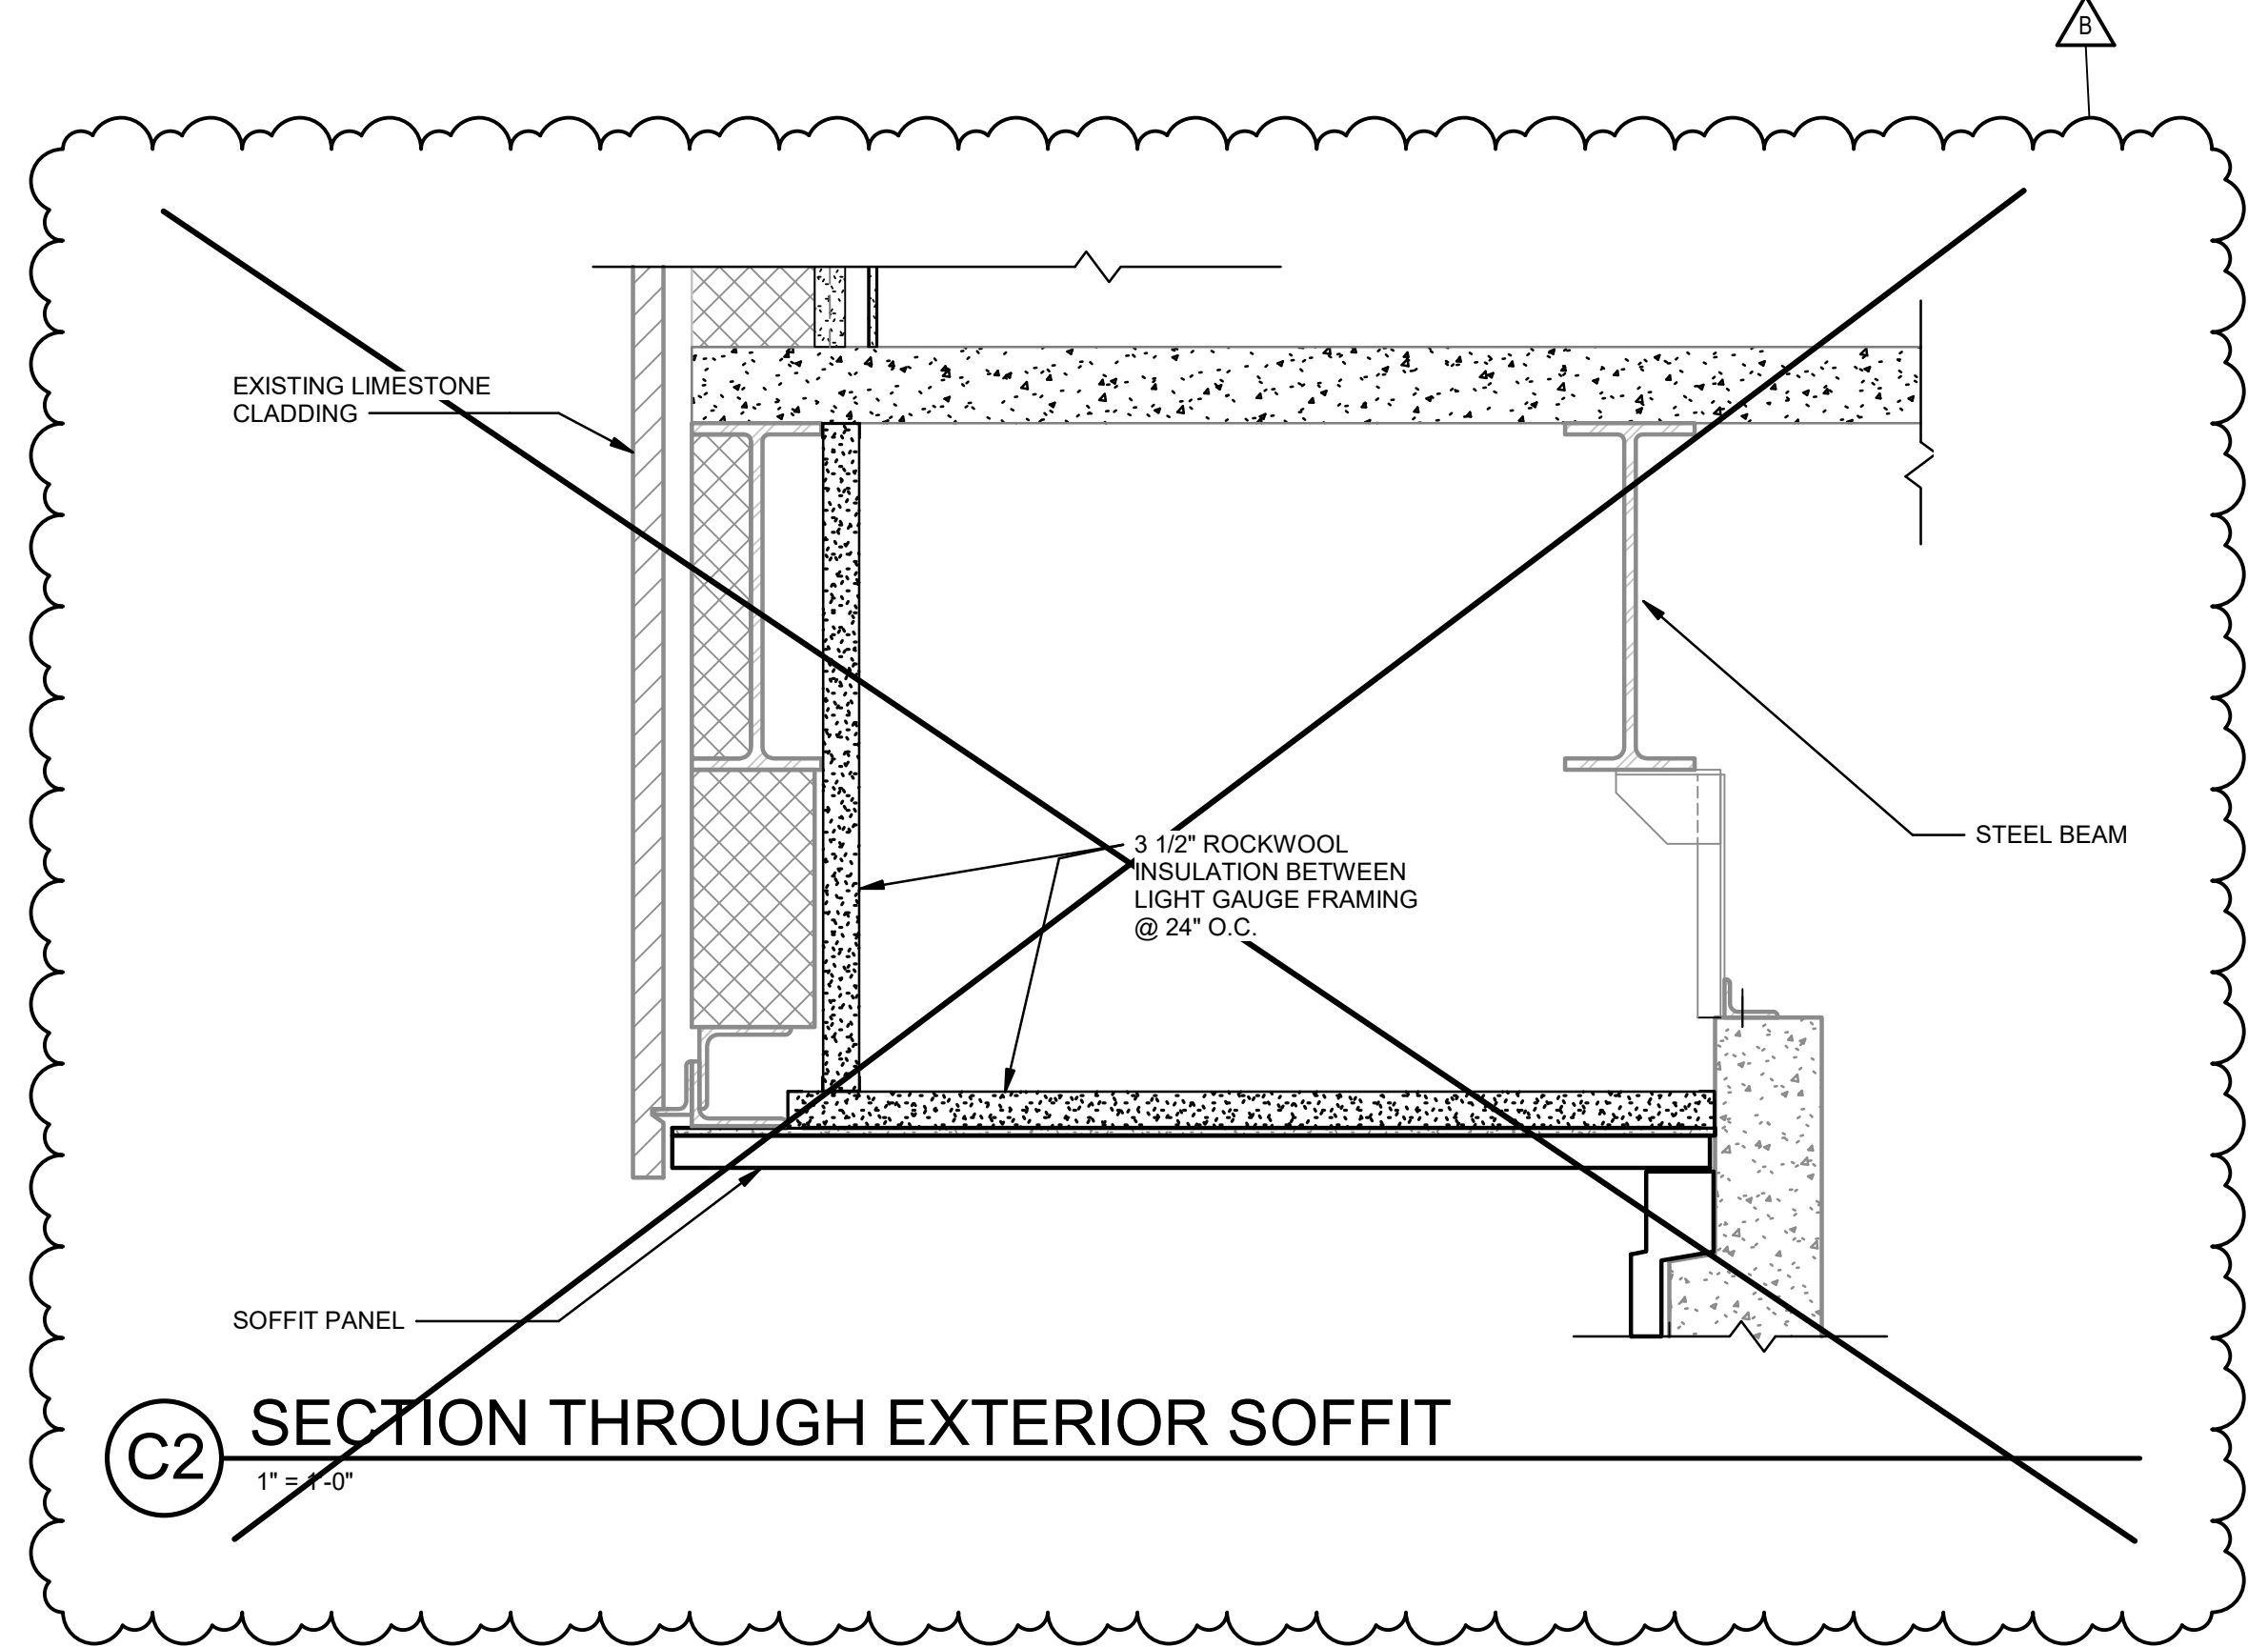 B
EXISTING LIMESTONE
CLADDING
3 1/2" ROCKWOOL
INSULATION BETWEEN
LIGHT GAUGE FRAMING
@ 24" O.C.
STEEL BEAM
SOFFIT PANEL
C2
SECTION THROUGH EXTERIOR SOFFIT
1" = 1'-0"